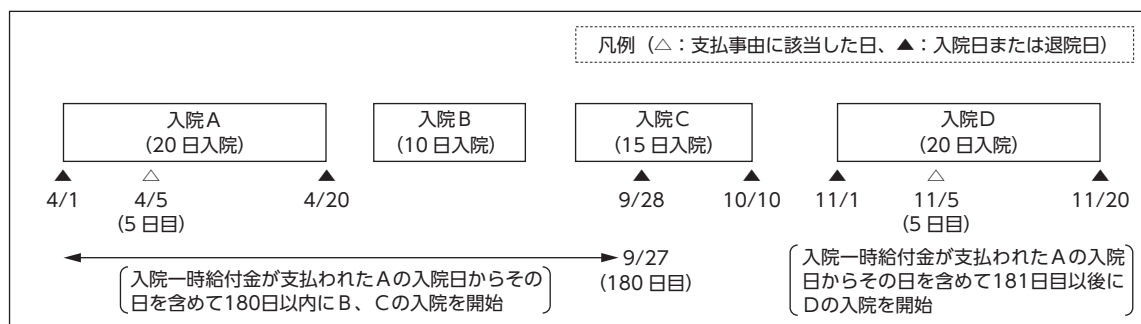 凡例（△：支払事由に該当した日、▲：入院日または退院日）
入院A
(20日入院)
入院B
(10日入院)
入院C
(15日入院)
入院D
(20日入院)
▲ △ ▲ ▲ ▲ ▲ △ ▲
4/1 4/5 4/20 9/28 10/10 11/1 11/5 11/20
(5日目) (5日目)
9/27
(180日目)
入院一時給付金が支払われたAの入院日からその
日を含めて180日以内にB、Cの入院を開始
入院一時給付金が支払われたAの入院
日からその日を含めて181日目以後に
Dの入院を開始